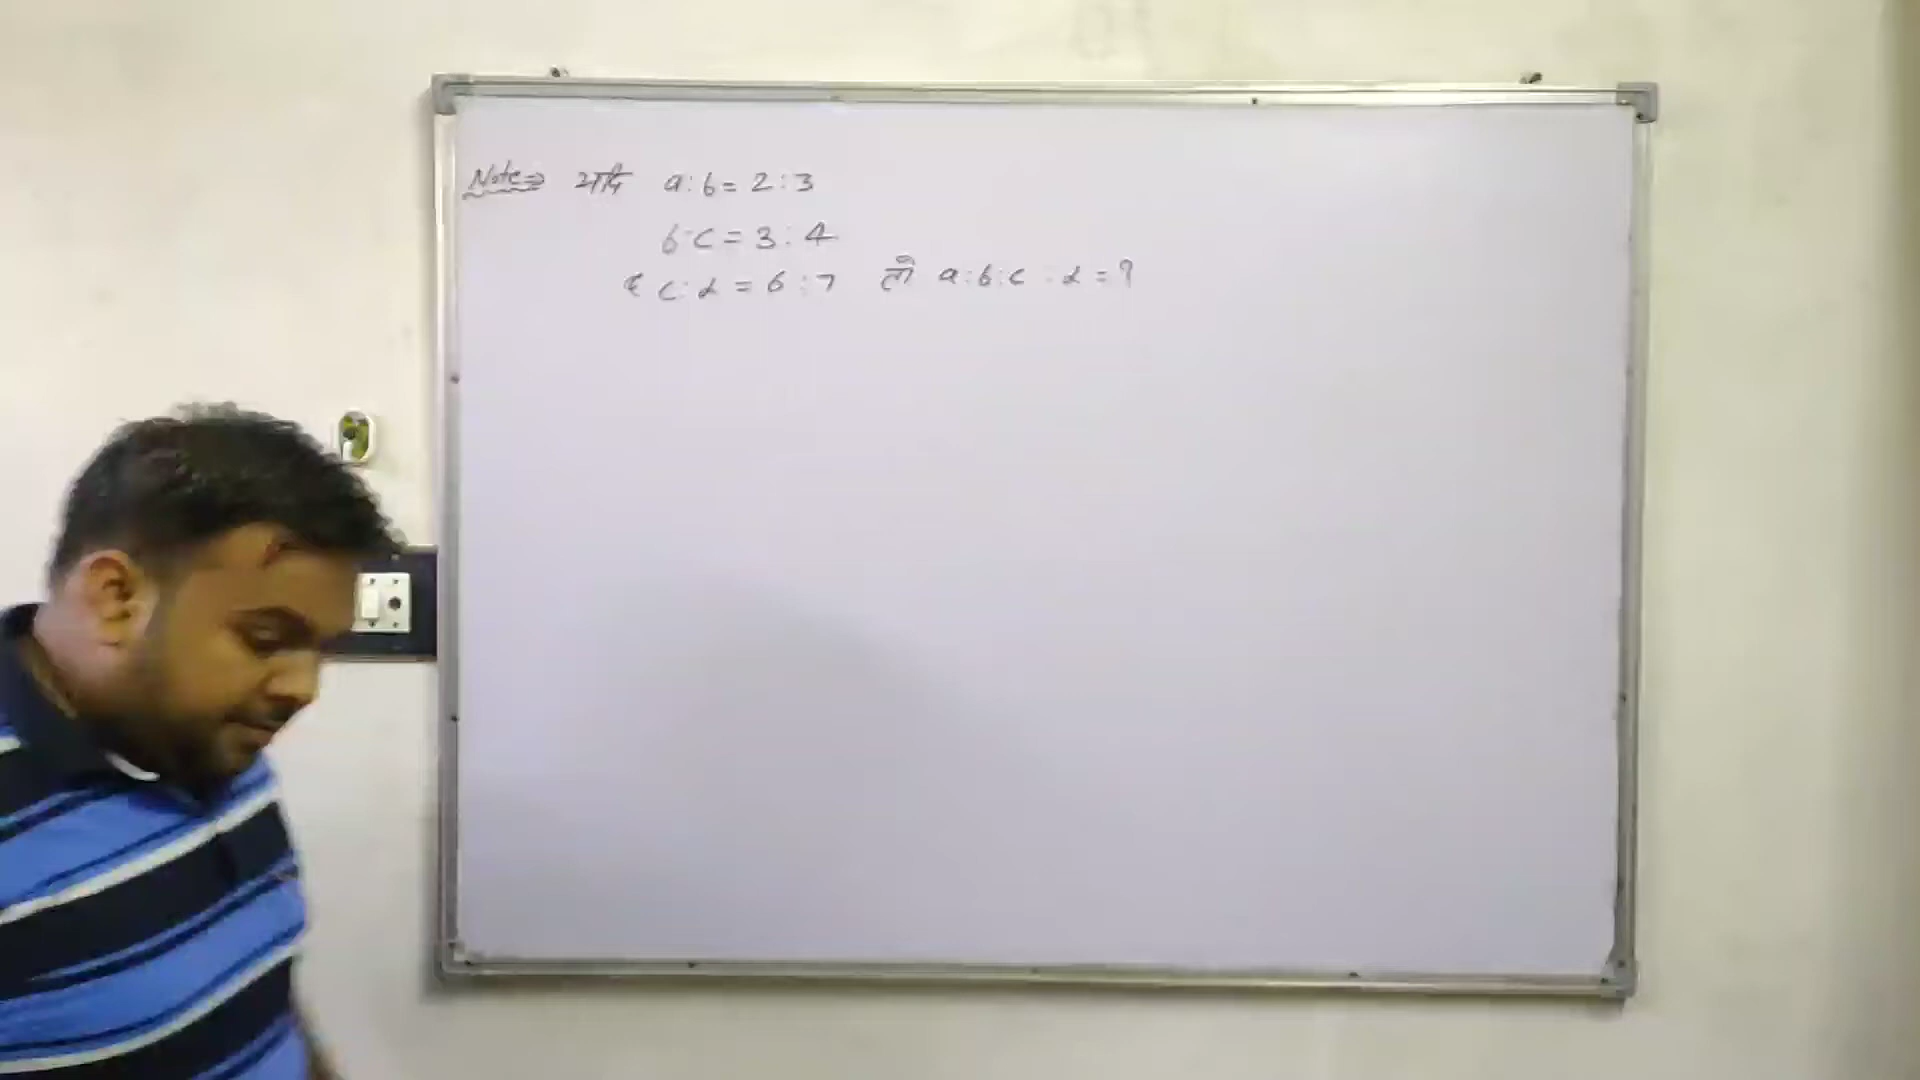 Note⇒ यदि a:b = 2:3
b:c = 3:4
& c:d = 6:7 तो a:b:c:d = ?